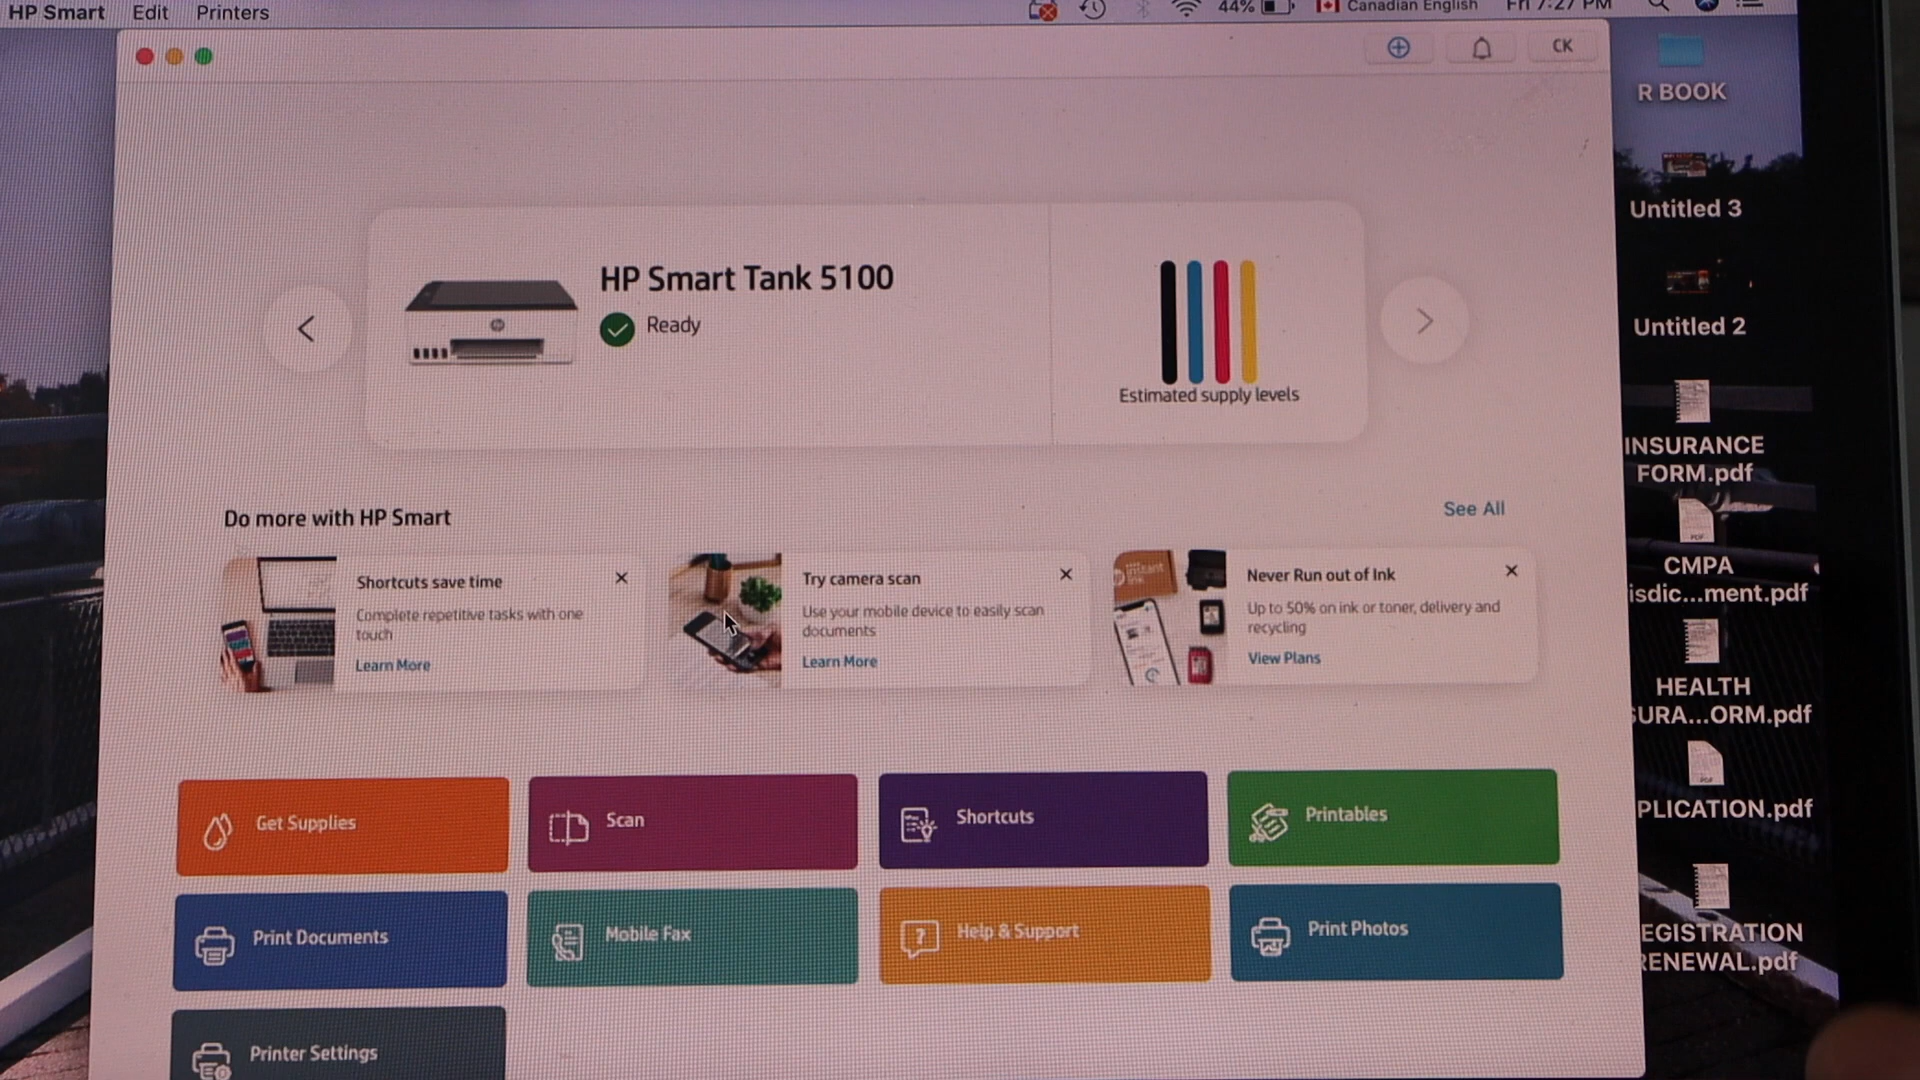 HP Smart Edit Printers
44% Canadian English Fri 7:27 PM
CK
R BOOK
Untitled 3
Untitled 2
INSURANCE
FORM.pdf
CMPA
isdic...ment.pdf
HEALTH
SURA...ORM.pdf
PLICATION.pdf
EGISTRATION
RENEWAL.pdf
HP Smart Tank 5100
Ready
Estimated supply levels
Do more with HP Smart
See All
Shortcuts save time
Complete repetitive tasks with one
touch
Learn More
Try camera scan
Use your mobile device to easily scan
documents
Learn More
Never Run out of Ink
Up to 50% on ink or toner, delivery and
recycling
View Plans
Get Supplies
Scan
Shortcuts
Printables
Print Documents
Mobile Fax
Help & Support
Print Photos
Printer Settings